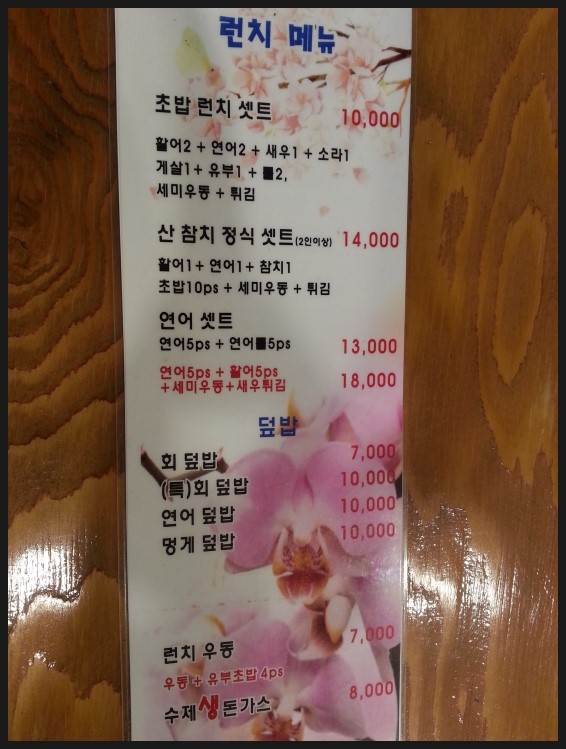 런치 메뉴
초밥 런치 셋트 10,000
활어2 + 연어2 + 새우1 + 소라1
게살1 + 유부1 + 롤2,
세미우동 + 튀김
산 참치 정식 셋트(2인이상) 14,000
활어1 + 연어1 + 참치1
초밥10ps + 세미우동 + 튀김
연어 셋트
연어5ps + 연어롤5ps 13,000
연어5ps + 활어5ps
+세미우동+새우튀김 18,000
덮밥
회 덮밥 7,000
(특)회 덮밥 10,000
연어 덮밥 10,000
멍게 덮밥 10,000
런치 우동 7,000
우동 + 유부초밥 4ps
수제생돈가스 8,000